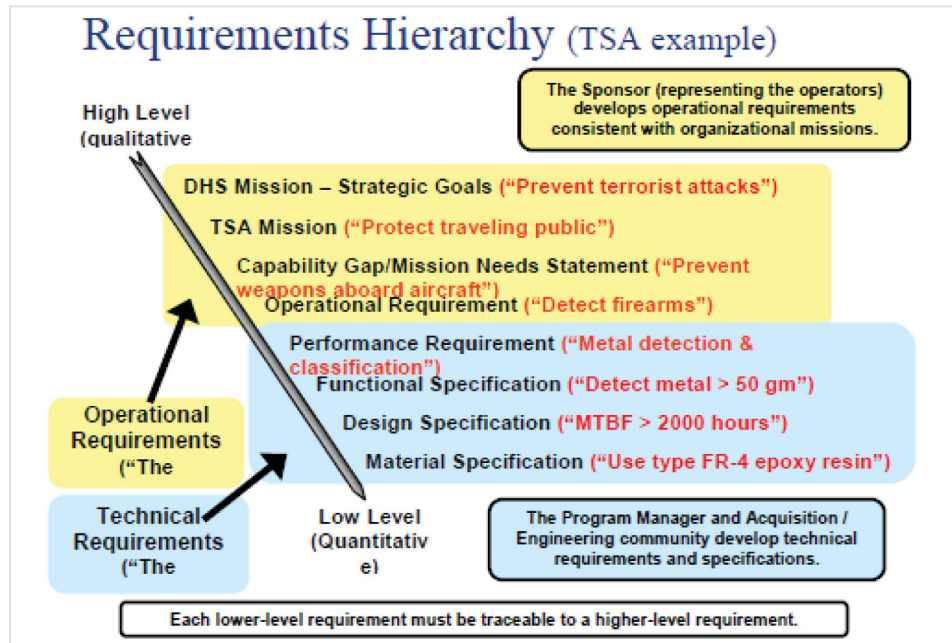 Requirements Hierarchy (TSA example)
The Sponsor (representing the operators)
develops operational requirements
consistent with organizational missions.
High Level
(qualitative
DHS Mission – Strategic Goals (“Prevent terrorist attacks”)
TSA Mission (“Protect traveling public”)
Capability Gap/Mission Needs Statement (“Prevent
weapons aboard aircraft”)
Operational Requirement (“Detect firearms”)
Performance Requirement (“Metal detection &
classification”)
Functional Specification (“Detect metal > 50 gm”)
Design Specification (“MTBF > 2000 hours”)
Material Specification (“Use type FR-4 epoxy resin”)
Operational
Requirements
(“The
Technical
Requirements
(“The
Low Level
(Quantitativ
e)
The Program Manager and Acquisition /
Engineering community develop technical
requirements and specifications.
Each lower-level requirement must be traceable to a higher-level requirement.